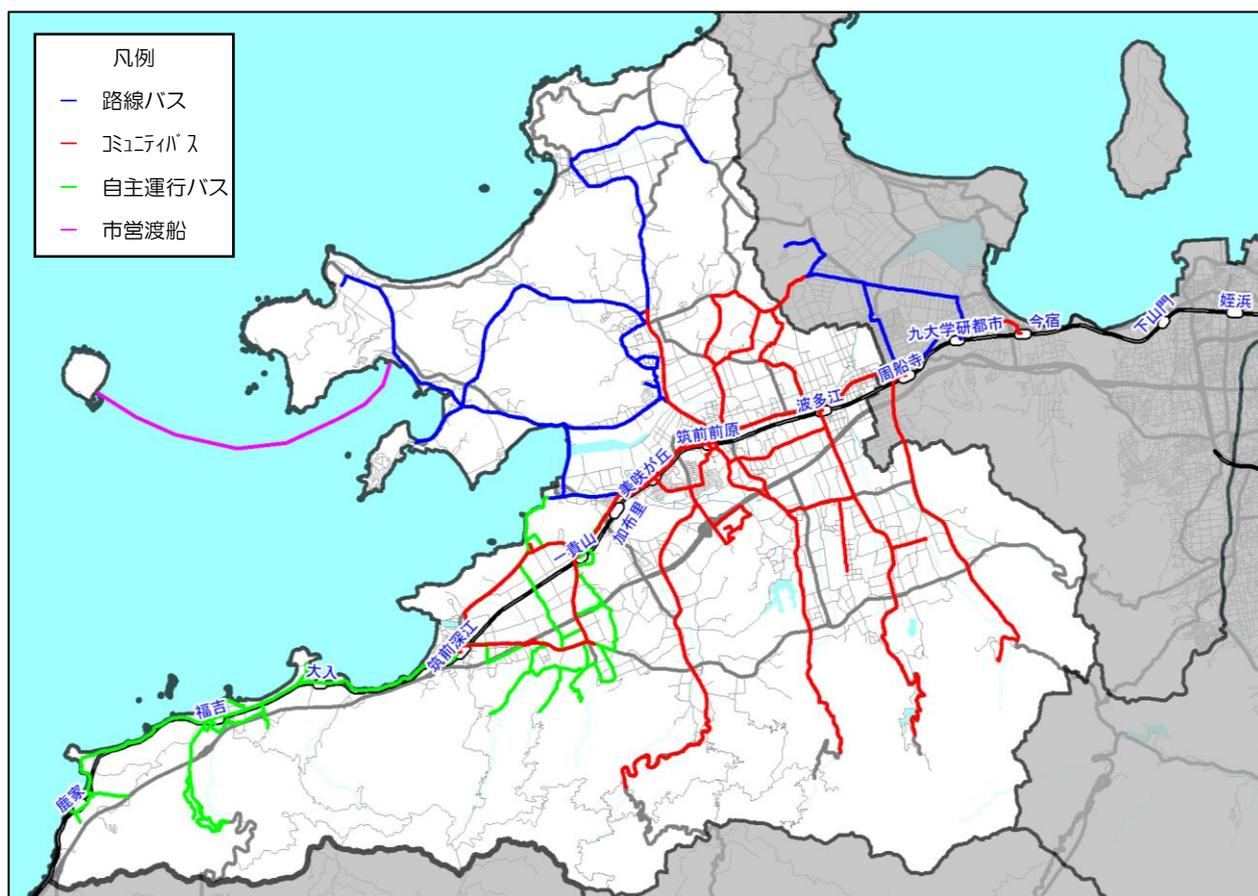 凡例
路線バス
コミュニティバス
自主運行バス
市営渡船
姪浜
下山門
今宿
九大学研都市
周船寺
波多江
筑前前原
美咲が丘
加布里
一貴山
筑前深江
大入
福吉
鹿家